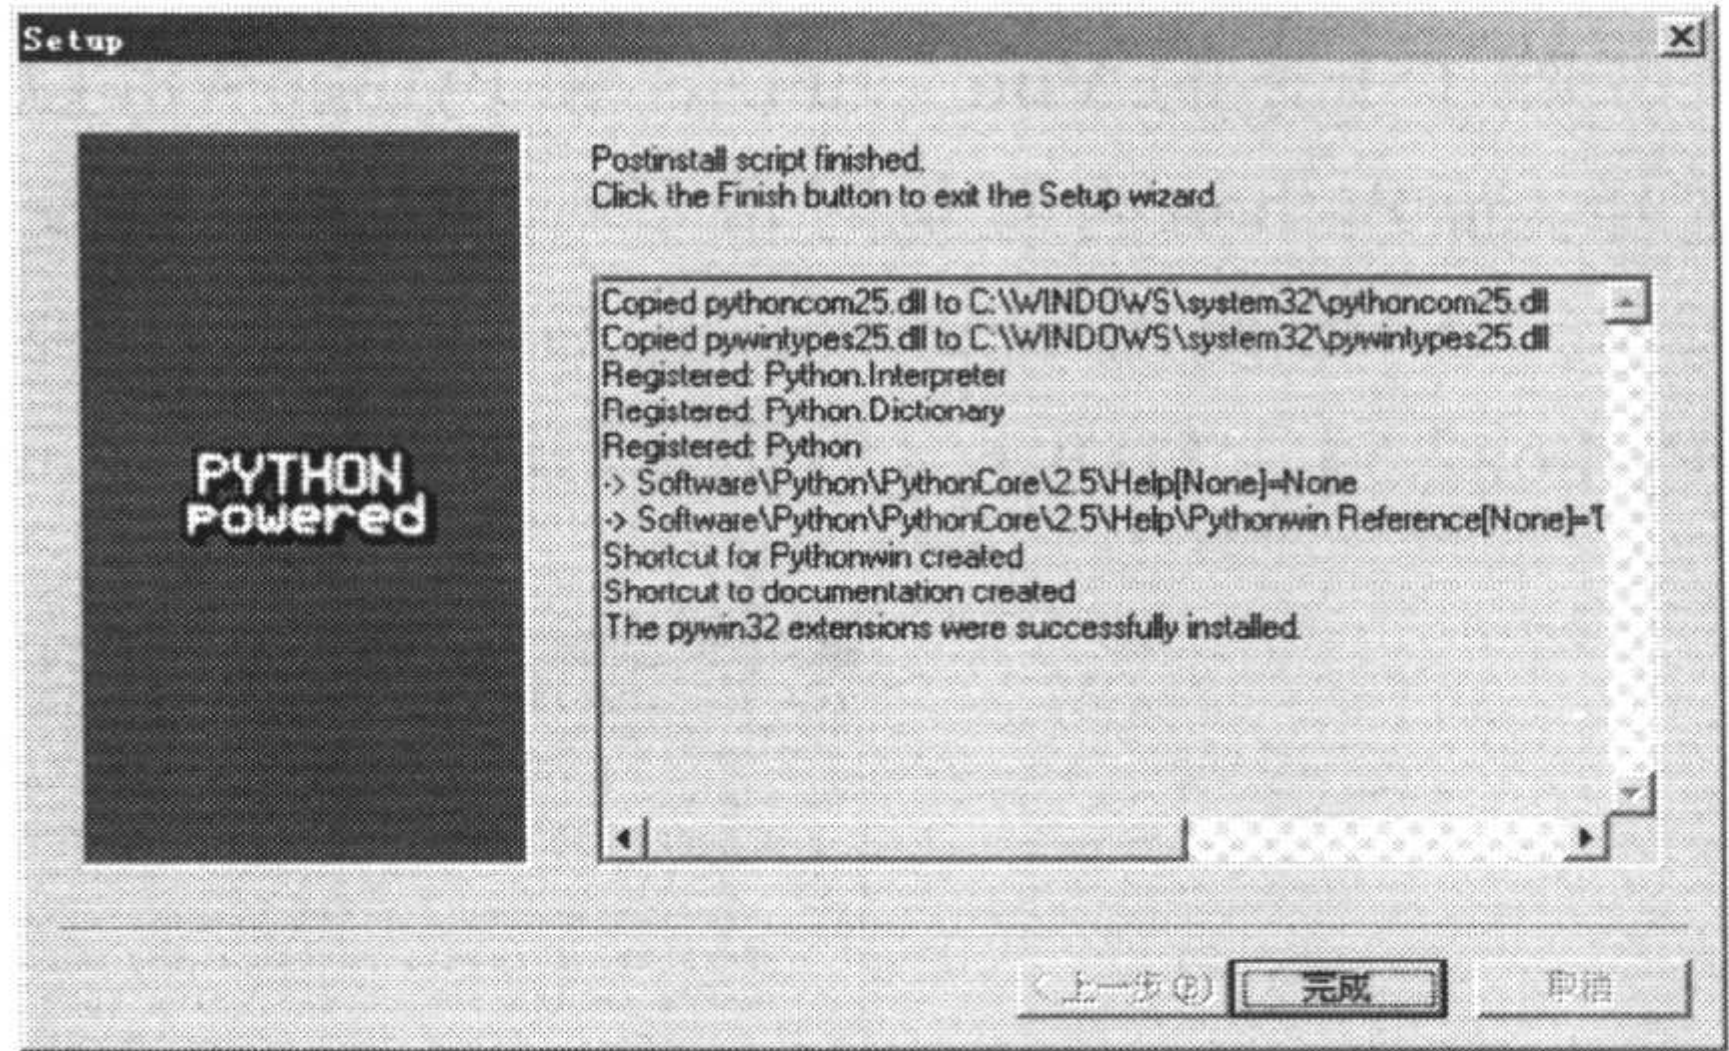 Setup
Postinstall script finished.
Click the Finish button to exit the Setup wizard.
PYTHON
powered
Copied pythoncom25.dll to C:\WINDOWS\system32\pythoncom25.dll
Copied pywintypes25.dll to C:\WINDOWS\system32\pywintypes25.dll
Registered: Python.Interpreter
Registered: Python.Dictionary
Registered: Python
-> Software\Python\PythonCore\2.5\Help[None]=None
-> Software\Python\PythonCore\2.5\Help\Pythonwin Reference[None]='
Shortcut for Pythonwin created
Shortcut to documentation created
The pywin32 extensions were successfully installed.
<上一步(P)
完成
取消